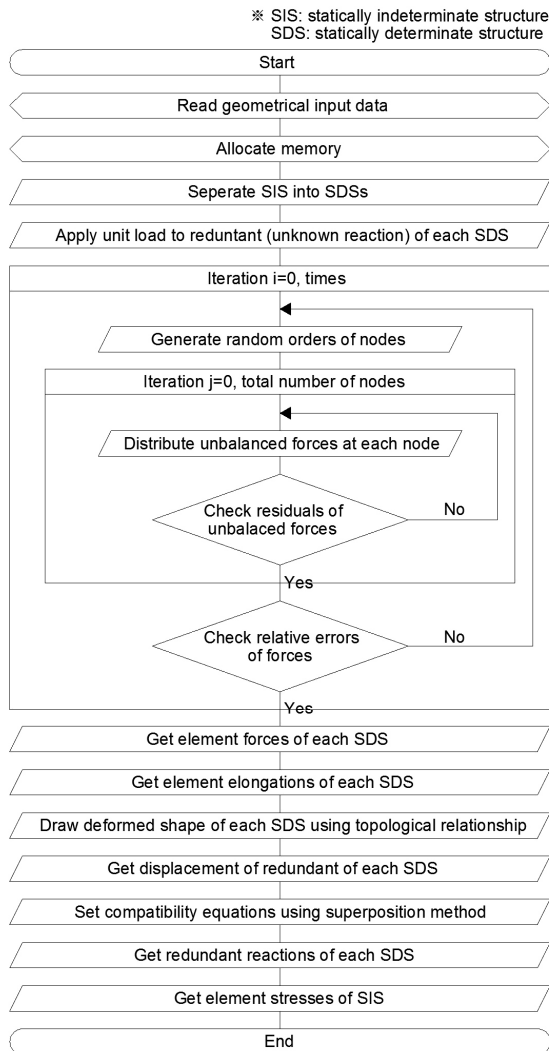 ※ SIS: statically indeterminate structure
SDS: statically determinate structure
Start
Read geometrical input data
Allocate memory
Seperate SIS into SDSs
Apply unit load to reduntant (unknown reaction) of each SDS
Iteration i=0, times
Generate random orders of nodes
Iteration j=0, total number of nodes
Distribute unbalanced forces at each node
Check residuals of
unbalaced forces
No
Yes
Check relative errors
of forces
No
Yes
Get element forces of each SDS
Get element elongations of each SDS
Draw deformed shape of each SDS using topological relationship
Get displacement of redundant of each SDS
Set compatibility equations using superposition method
Get redundant reactions of each SDS
Get element stresses of SIS
End